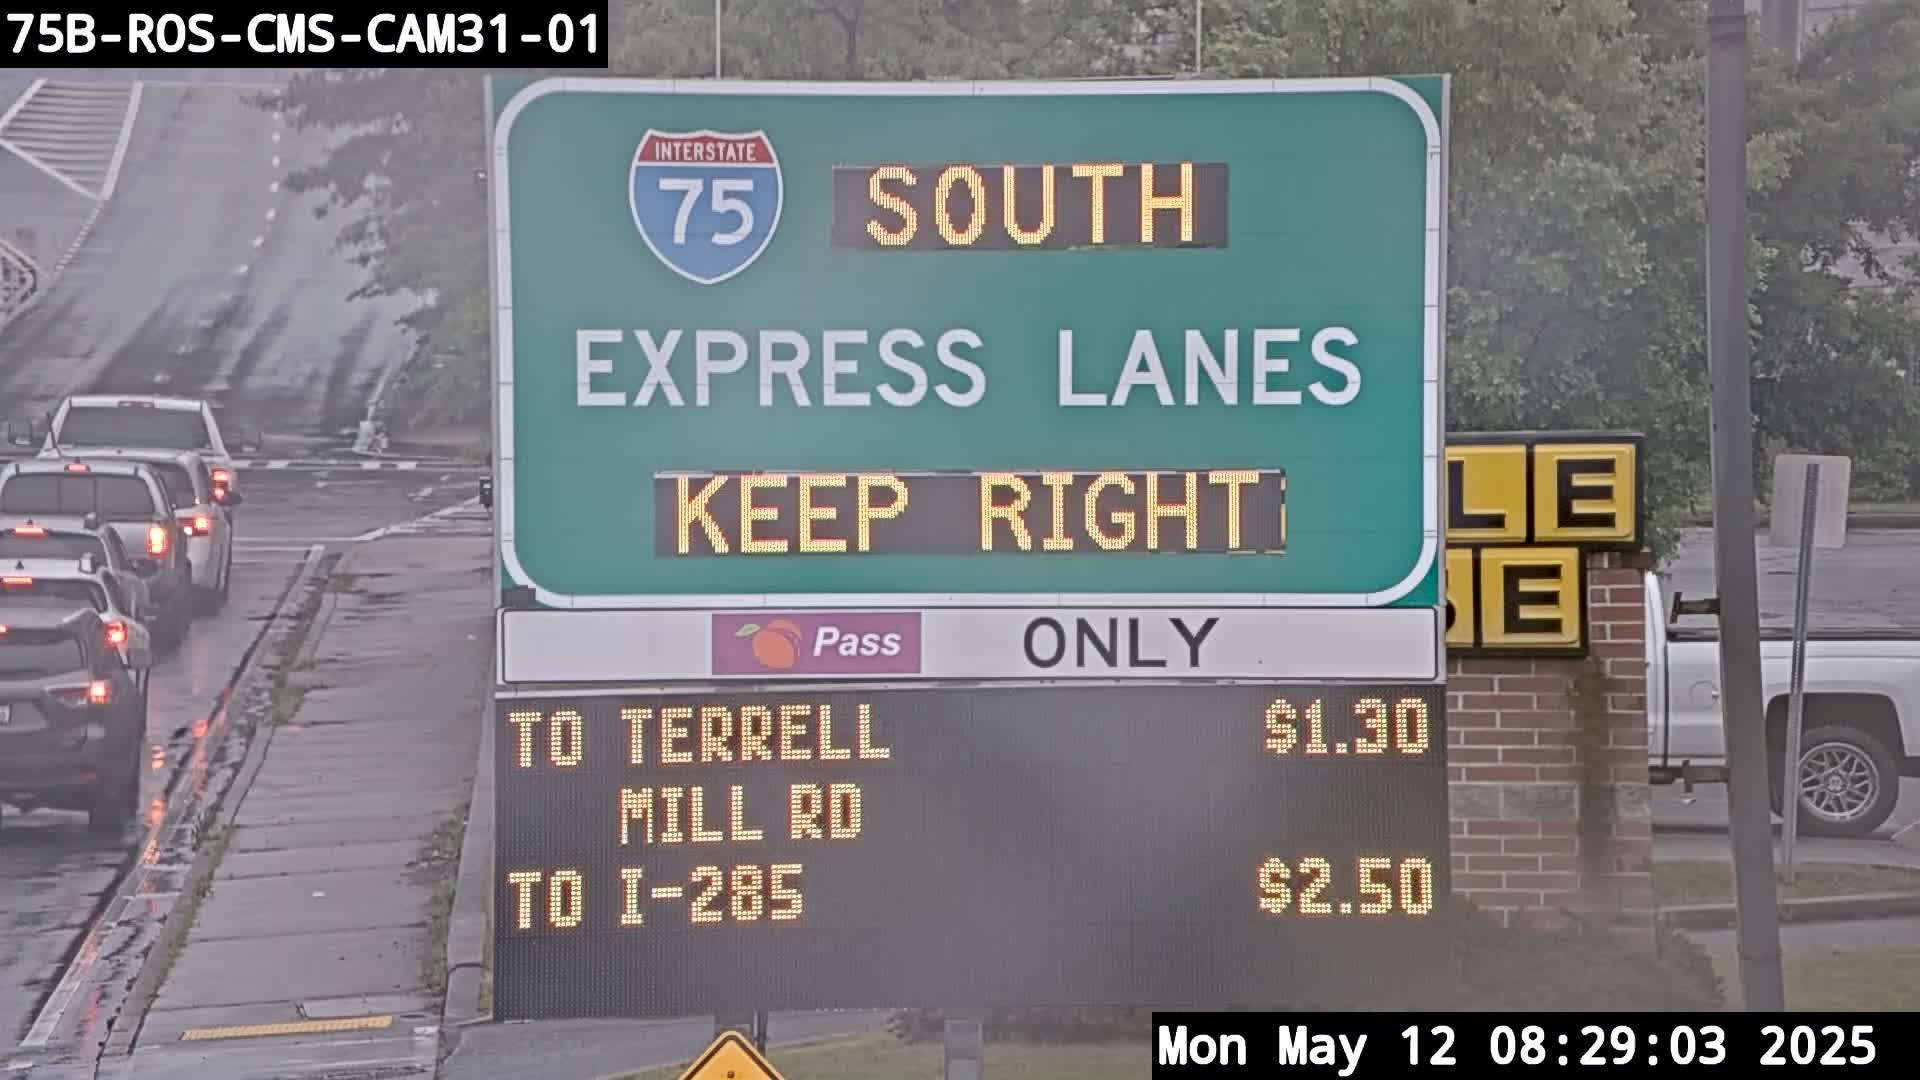 75B-ROS-CMS-CAM31-01
INTERSTATE
75
SOUTH
EXPRESS LANES
KEEP RIGHT
Pass ONLY
TO TERRELL $1.30
MILL RD
TO I-285 $2.50
LE
E
Mon May 12 08:29:03 2025